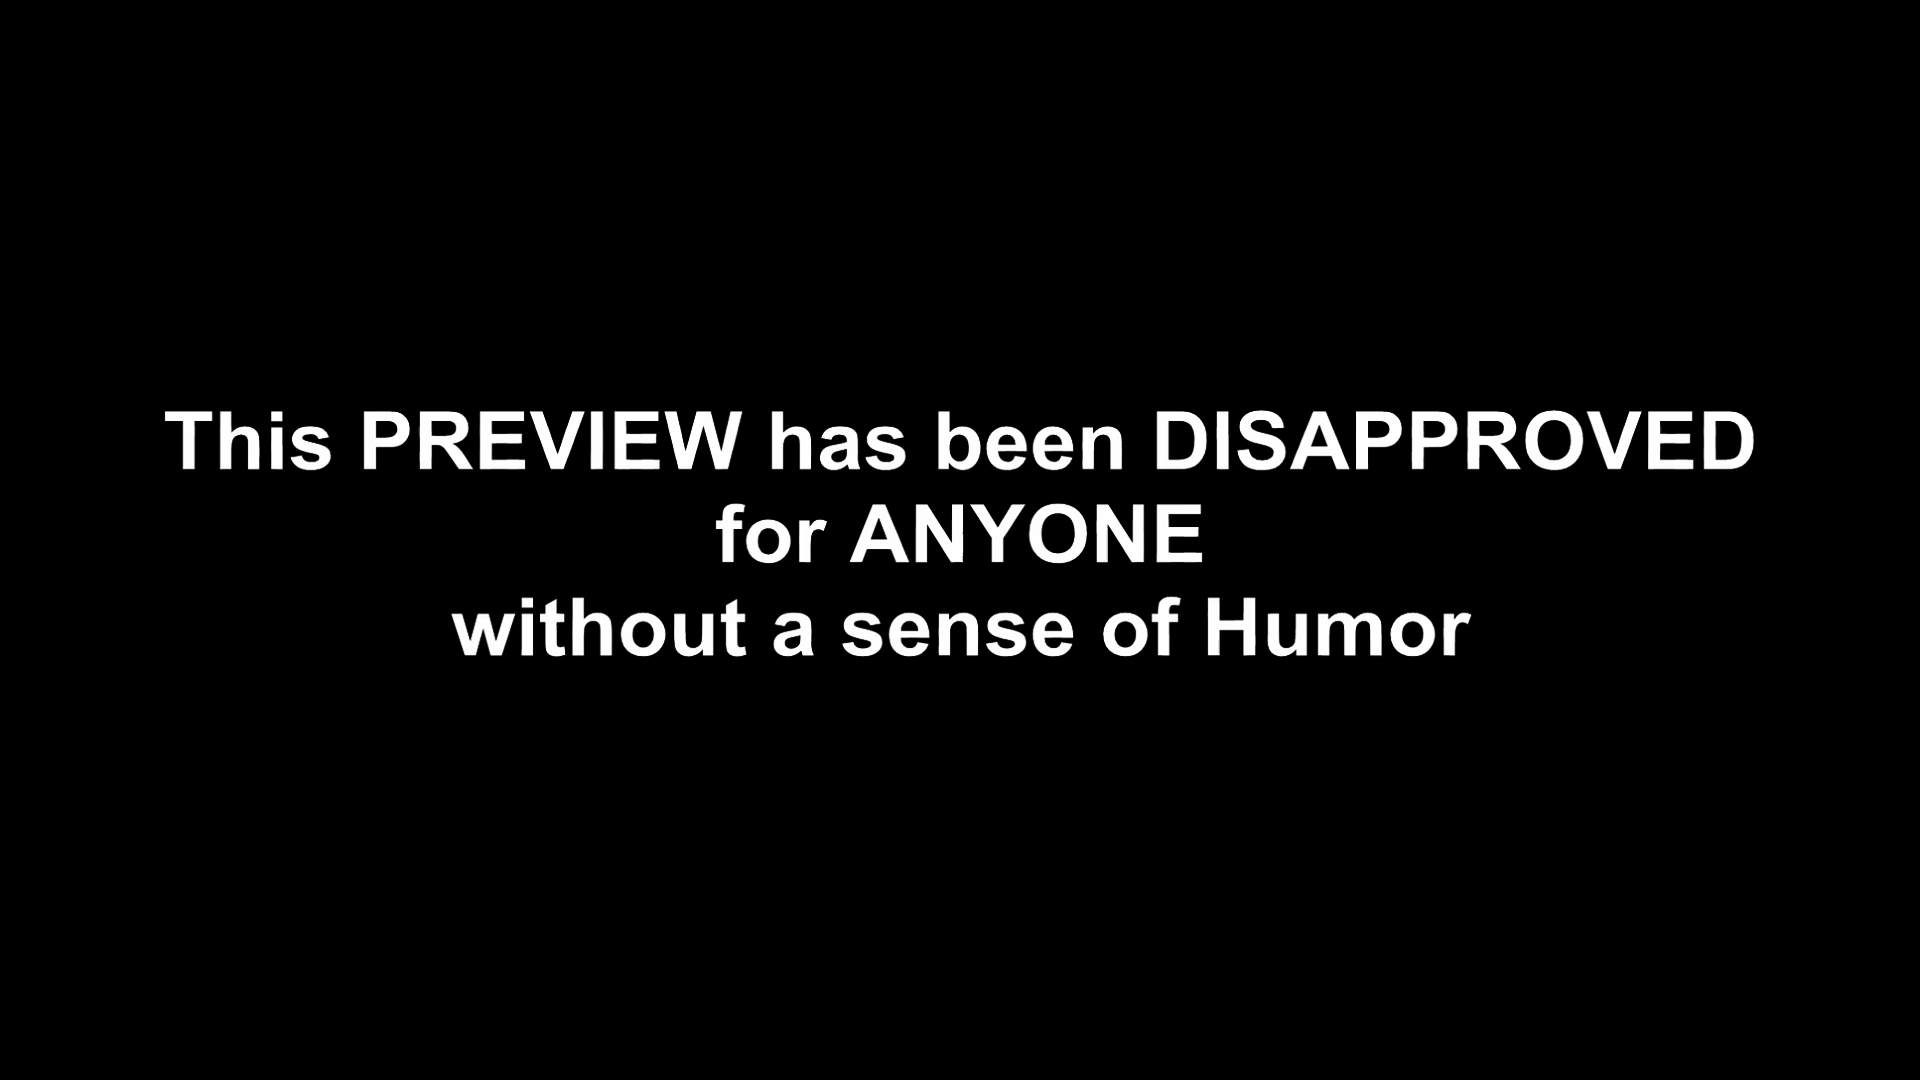 This PREVIEW has been DISAPPROVED
for ANYONE
without a sense of Humor